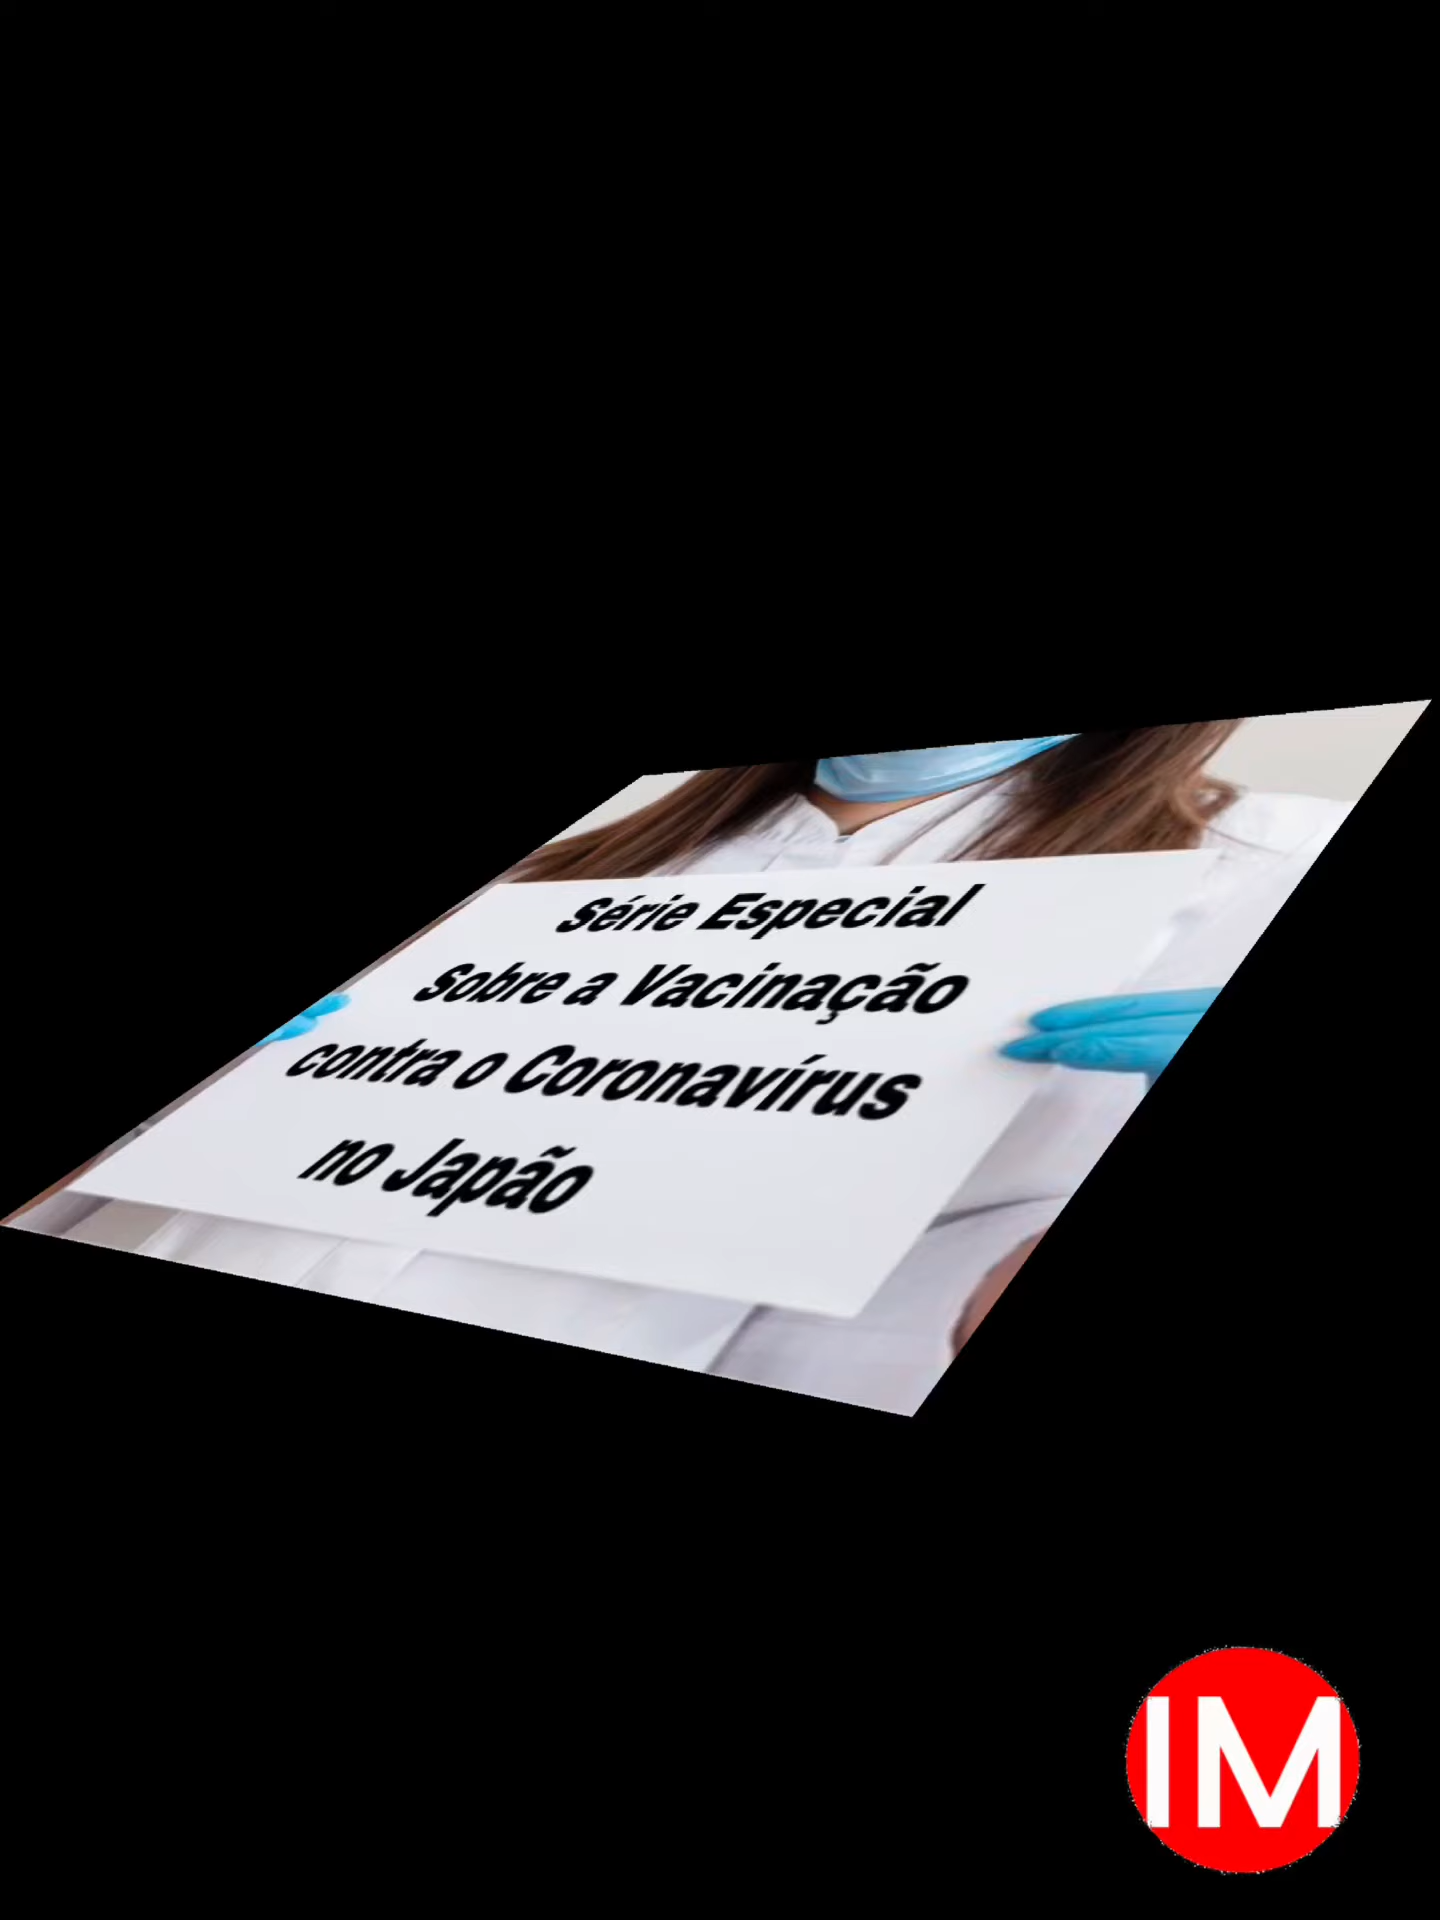 Série Especial
Sobre a Vacinação
contra o Coronavírus
no Japão
IM